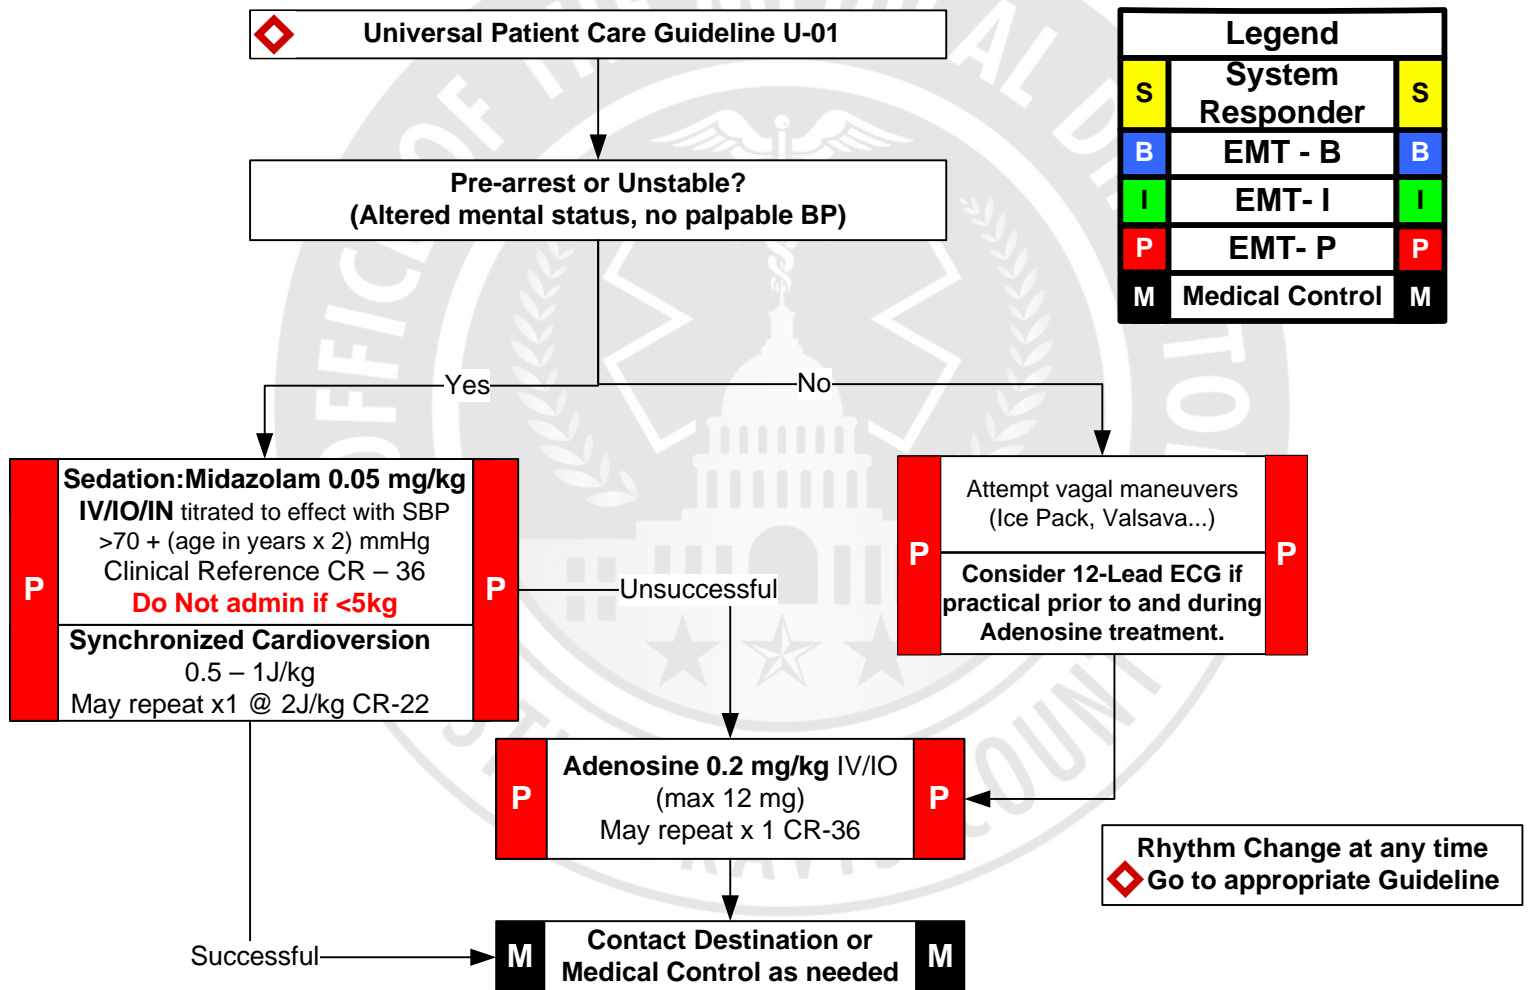 Universal Patient Care Guideline U-01
Legend
S System S
Responder
B EMT - B B
I EMT- I I
P EMT- P P
M Medical Control M
Pre-arrest or Unstable?
(Altered mental status, no palpable BP)
Yes
No
P
Sedation:Midazolam 0.05 mg/kg
IV/IO/IN titrated to effect with SBP
>70 + (age in years x 2) mmHg
Clinical Reference CR – 36
Do Not admin if <5kg
Synchronized Cardioversion
0.5 – 1J/kg
May repeat x1 @ 2J/kg CR-22
P
P
Attempt vagal maneuvers
(Ice Pack, Valsava...)
Consider 12-Lead ECG if
practical prior to and during
Adenosine treatment.
P
Unsuccessful
P
Adenosine 0.2 mg/kg IV/IO
(max 12 mg)
May repeat x 1 CR-36
P
Rhythm Change at any time
Go to appropriate Guideline
Successful
M
Contact Destination or
Medical Control as needed
M